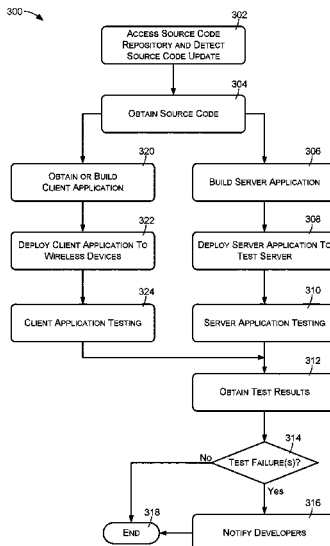 300
302
ACCESS SOURCE CODE
REPOSITORY AND DETECT
SOURCE CODE UPDATE
304
OBTAIN SOURCE CODE
320
OBTAIN OR BUILD
CLIENT APPLICATION
306
BUILD SERVER APPLICATION
322
DEPLOY CLIENT APPLICATION TO
WIRELESS DEVICES
308
DEPLOY SERVER APPLICATION TO
TEST SERVER
324
CLIENT APPLICATION TESTING
310
SERVER APPLICATION TESTING
312
OBTAIN TEST RESULTS
314
TEST FAILURE(S)?
No
Yes
318
END
316
NOTIFY DEVELOPERS